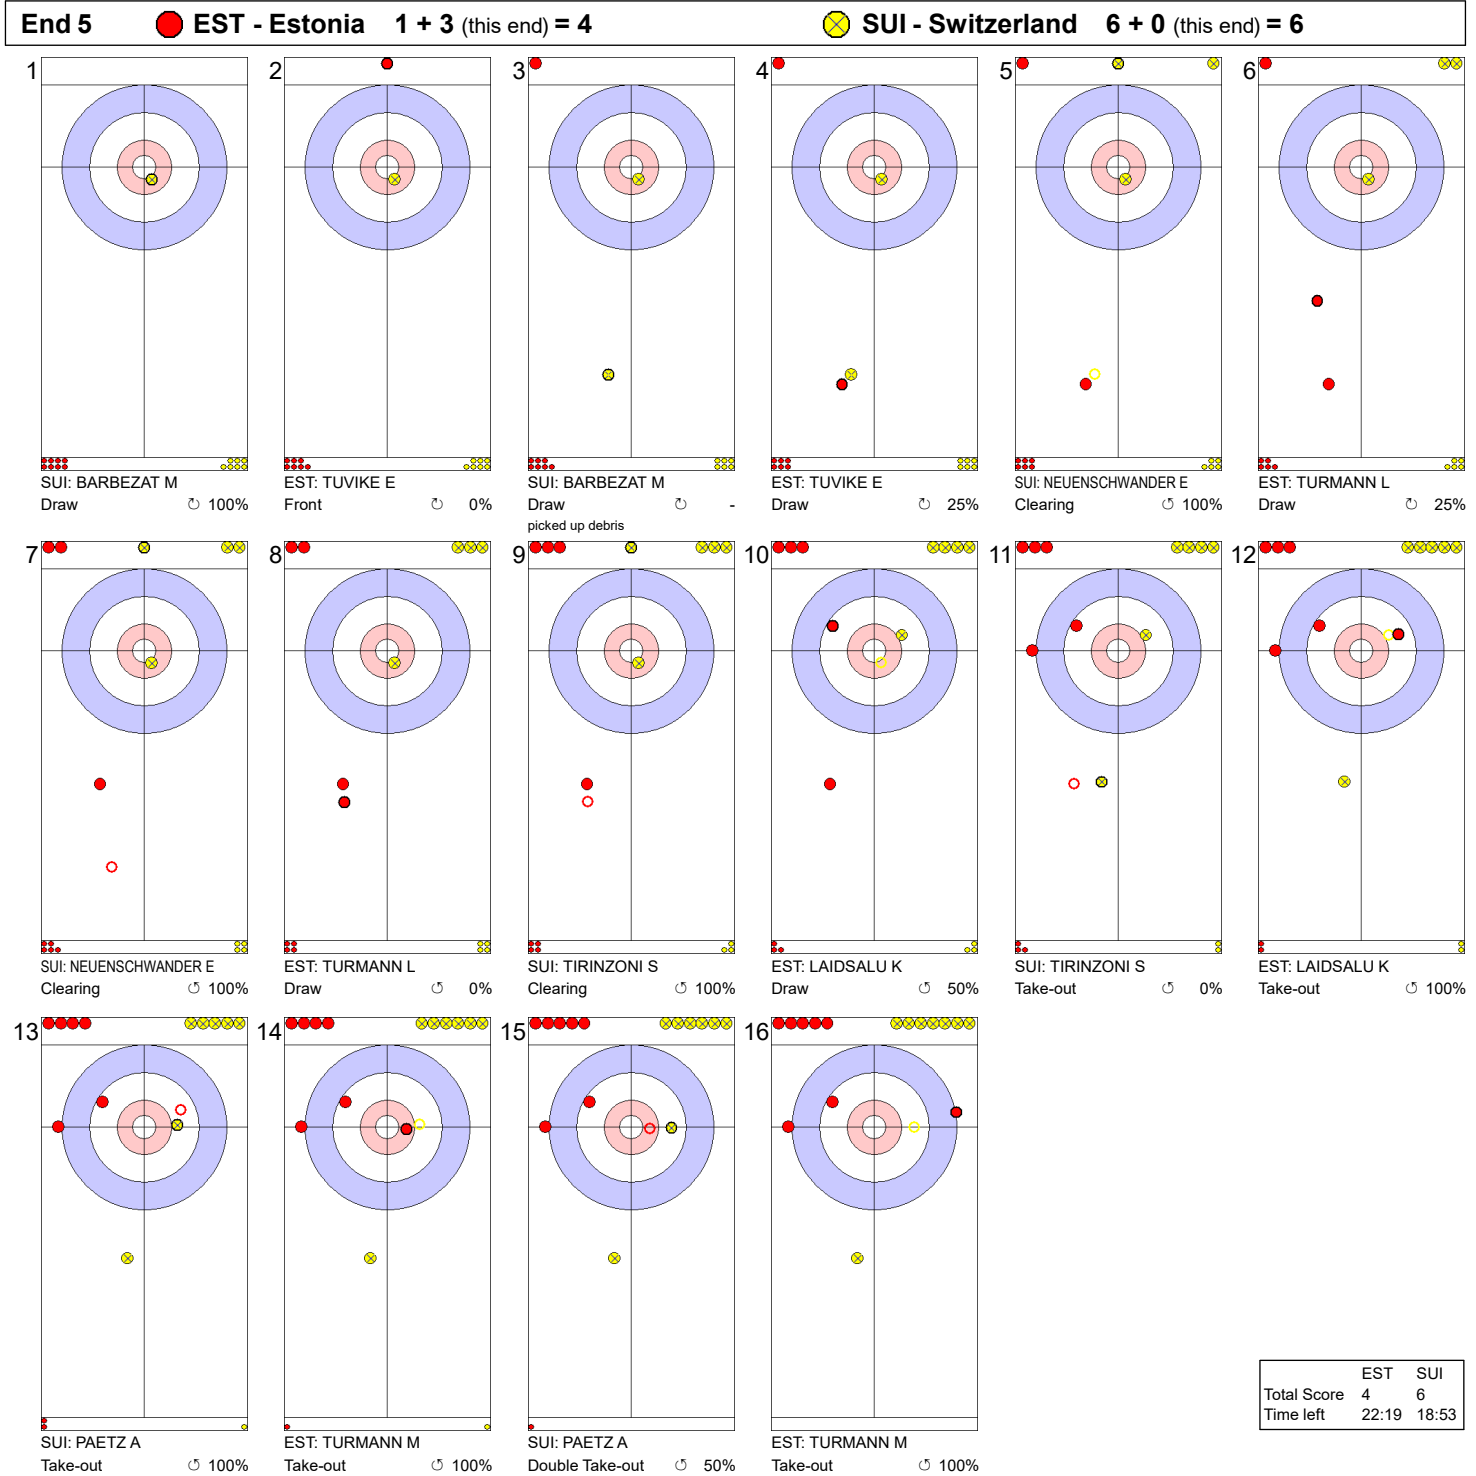 End 5 EST - Estonia 1 + 3 (this end) = 4 SUI - Switzerland 6 + 0 (this end) = 6
1 2 3 4 5 6
SUI: BARBEZAT M EST: TUVIKE E SUI: BARBEZAT M EST: TUVIKE E SUI: NEUENSCHWANDER E EST: TURMANN L
Draw ↻ 100% Front ↻ 0% Draw ↻ - Draw ↻ 25% Clearing ↺ 100% Draw ↻ 25%
picked up debris
7 8 9 10 11 12
SUI: NEUENSCHWANDER E EST: TURMANN L SUI: TIRINZONI S EST: LAIDSALU K SUI: TIRINZONI S EST: LAIDSALU K
Clearing ↺ 100% Draw ↺ 0% Clearing ↺ 100% Draw ↺ 50% Take-out ↺ 0% Take-out ↺ 100%
13 14 15 16
SUI: PAETZ A EST: TURMANN M SUI: PAETZ A EST: TURMANN M
Take-out ↺ 100% Take-out ↺ 100% Double Take-out ↺ 50% Take-out ↺ 100%
EST SUI
Total Score 4 6
Time left 22:19 18:53